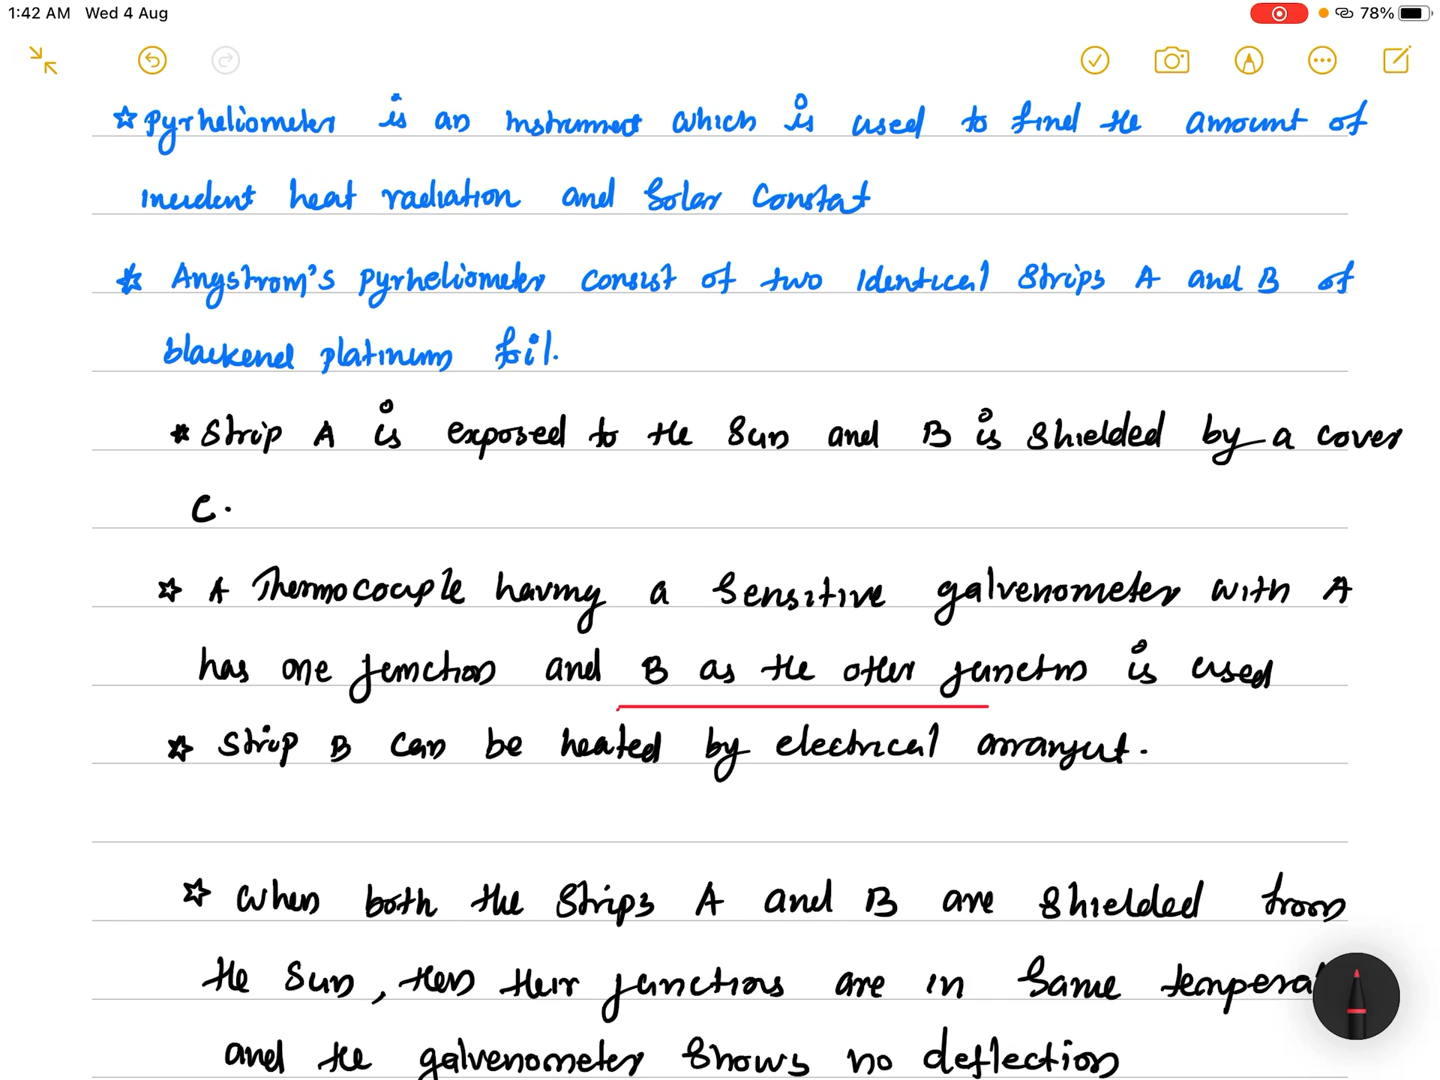 1:42 AM Wed 4 Aug 78%
☆ Pyrheliometer is an instrument which is used to find the amount of
incident heat radiation and Solar Constat
☆ Angstrom's pyrheliometer consist of two identical strips A and B of
blackened platinum foil.
* Strip A is exposed to the Sun and B is shielded by a cover
C.
☆ A Thermocouple having a sensitive galvenometer with A
has one junction and B as the other junctn is used
☆ Strip B can be heated by electrical
☆ When both the strips A and B are shielded from
the Sun, then their junctions are in same tempera
and the galvenometer shows no deflection